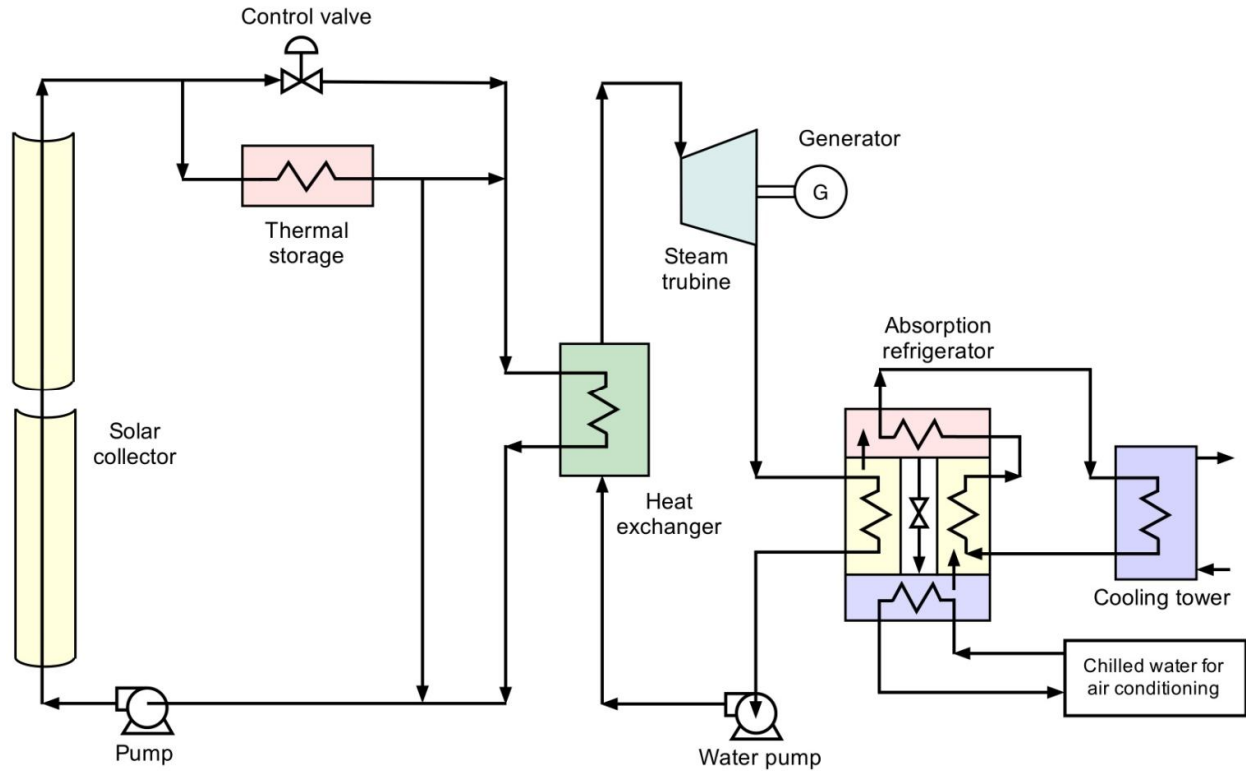 Control valve
Generator
G
Thermal
storage
Steam
trubine
Absorption
refrigerator
Solar
collector
Heat
exchanger
Cooling tower
Chilled water for
air conditioning
Pump
Water pump